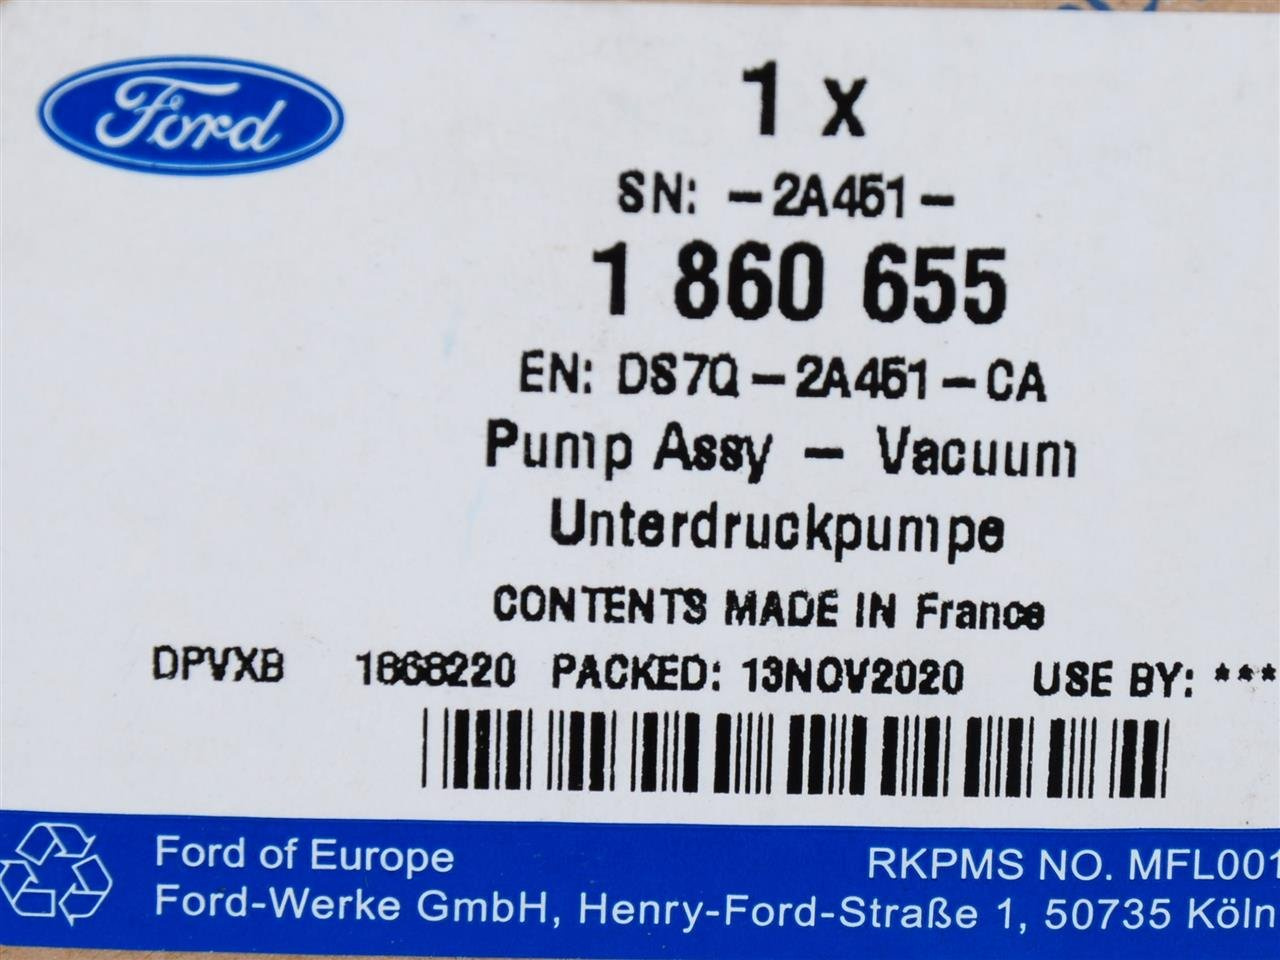 Ford
1 x
SN: -2A451-
1 860 655
EN: DS7Q-2A451-CA
Pump Assy - Vacuum
Unterdruckpumpe
CONTENTS MADE IN France
DPVXB 1868220 PACKED: 13NOV2020 USE BY: ***
Ford of Europe RKPMS NO. MFL001
Ford-Werke GmbH, Henry-Ford-Straße 1, 50735 Köln,